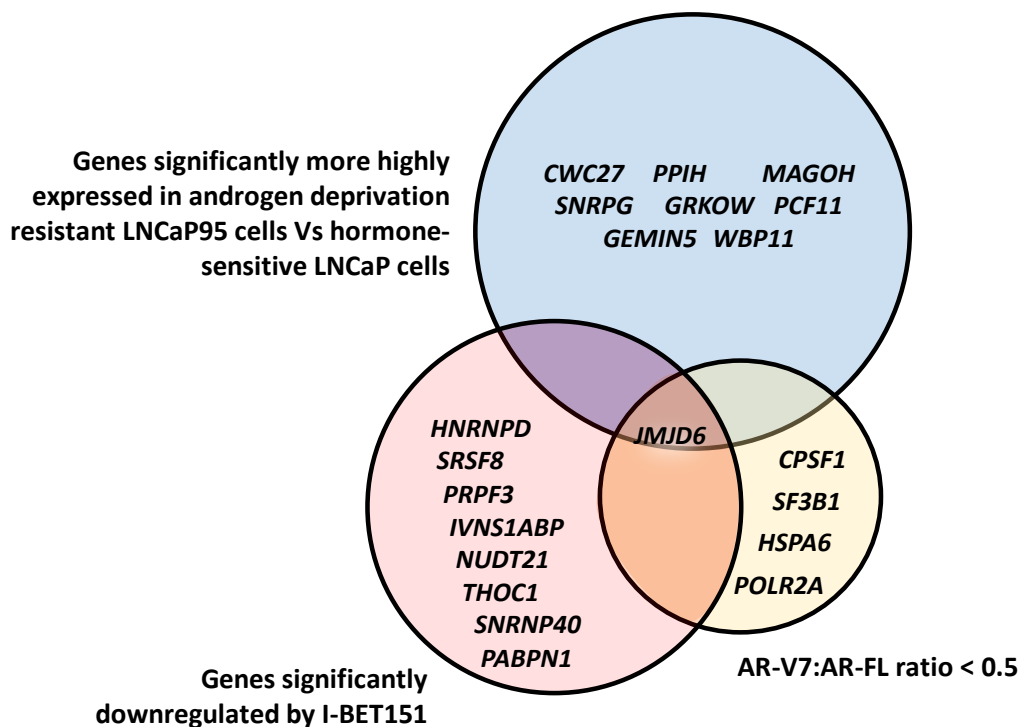 Genes significantly more highly
expressed in androgen deprivation
resistant LNCaP95 cells Vs hormone-
sensitive LNCaP cells
CWC27 PPIH MAGOH
SNRPG GRKOW PCF11
GEMIN5 WBP11
JMJD6
HNRNPD
SRSF8
PRPF3
IVNS1ABP
NUDT21
THOC1
SNRNP40
PABPN1
CPSF1
SF3B1
HSPA6
POLR2A
Genes significantly
downregulated by I-BET151
AR-V7:AR-FL ratio < 0.5